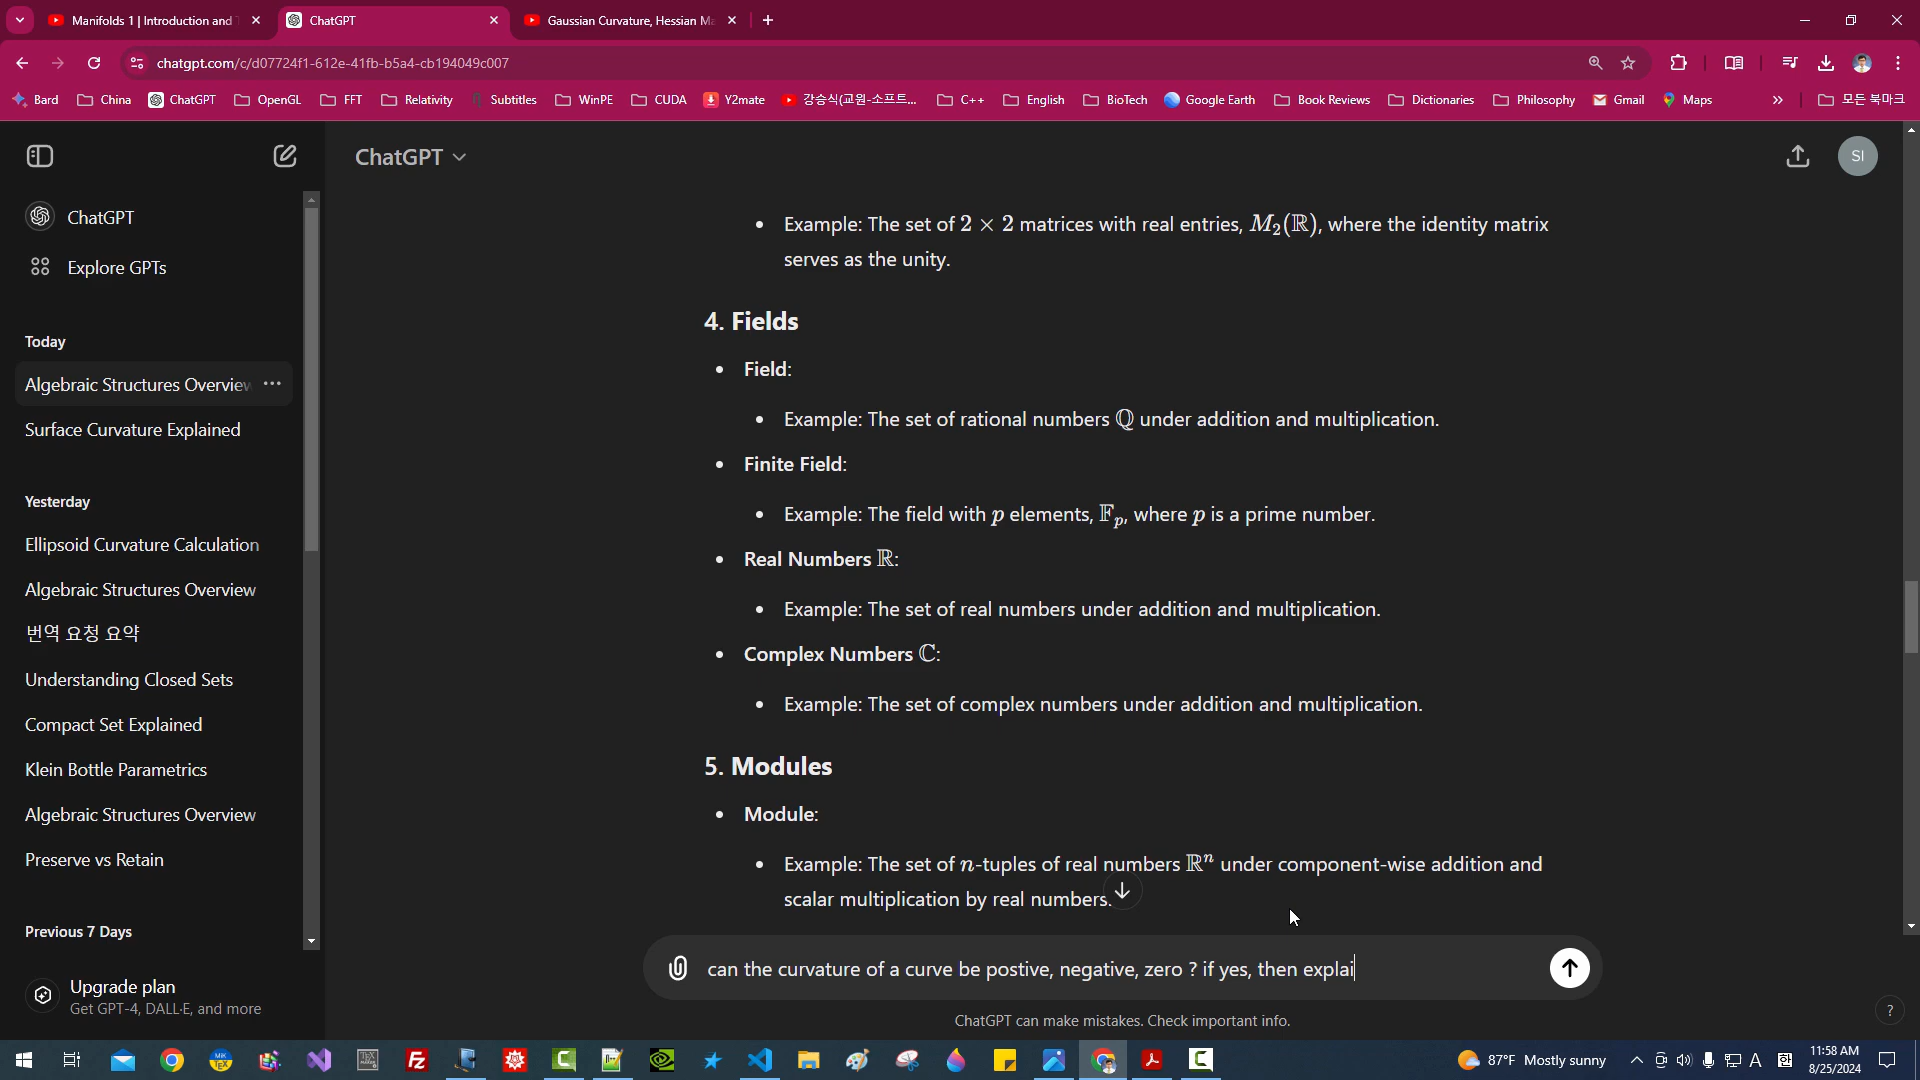 Manifolds 1 | Introduction and T
ChatGPT
Gaussian Curvature, Hessian Ma
chatgpt.com/c/d07724f1-612e-41fb-b5a4-cb194049c007
Bard
China
ChatGPT
OpenGL
FFT
Relativity
Subtitles
WinPE
CUDA
Y2mate
강승식(교원-소프트...
C++
English
BioTech
Google Earth
Book Reviews
Dictionaries
Philosophy
Gmail
Maps
»
모든 북마크
ChatGPT
SI
ChatGPT
Explore GPTs
Today
Algebraic Structures Overview
Surface Curvature Explained
Yesterday
Ellipsoid Curvature Calculation
Algebraic Structures Overview
번역 요청 요약
Understanding Closed Sets
Compact Set Explained
Klein Bottle Parametrics
Algebraic Structures Overview
Preserve vs Retain
Previous 7 Days
Upgrade plan
Get GPT-4, DALL·E, and more
• Example: The set of 2 × 2 matrices with real entries, M₂(ℝ), where the identity matrix
serves as the unity.
4. Fields
• Field:
• Example: The set of rational numbers ℚ under addition and multiplication.
• Finite Field:
• Example: The field with p elements, 𝔽ₚ, where p is a prime number.
• Real Numbers ℝ:
• Example: The set of real numbers under addition and multiplication.
• Complex Numbers ℂ:
• Example: The set of complex numbers under addition and multiplication.
5. Modules
• Module:
• Example: The set of n-tuples of real numbers ℝⁿ under component-wise addition and
scalar multiplication by real numbers.
can the curvature of a curve be postive, negative, zero ? if yes, then explai
ChatGPT can make mistakes. Check important info.
?
87°F Mostly sunny
A
한
11:58 AM
8/25/2024